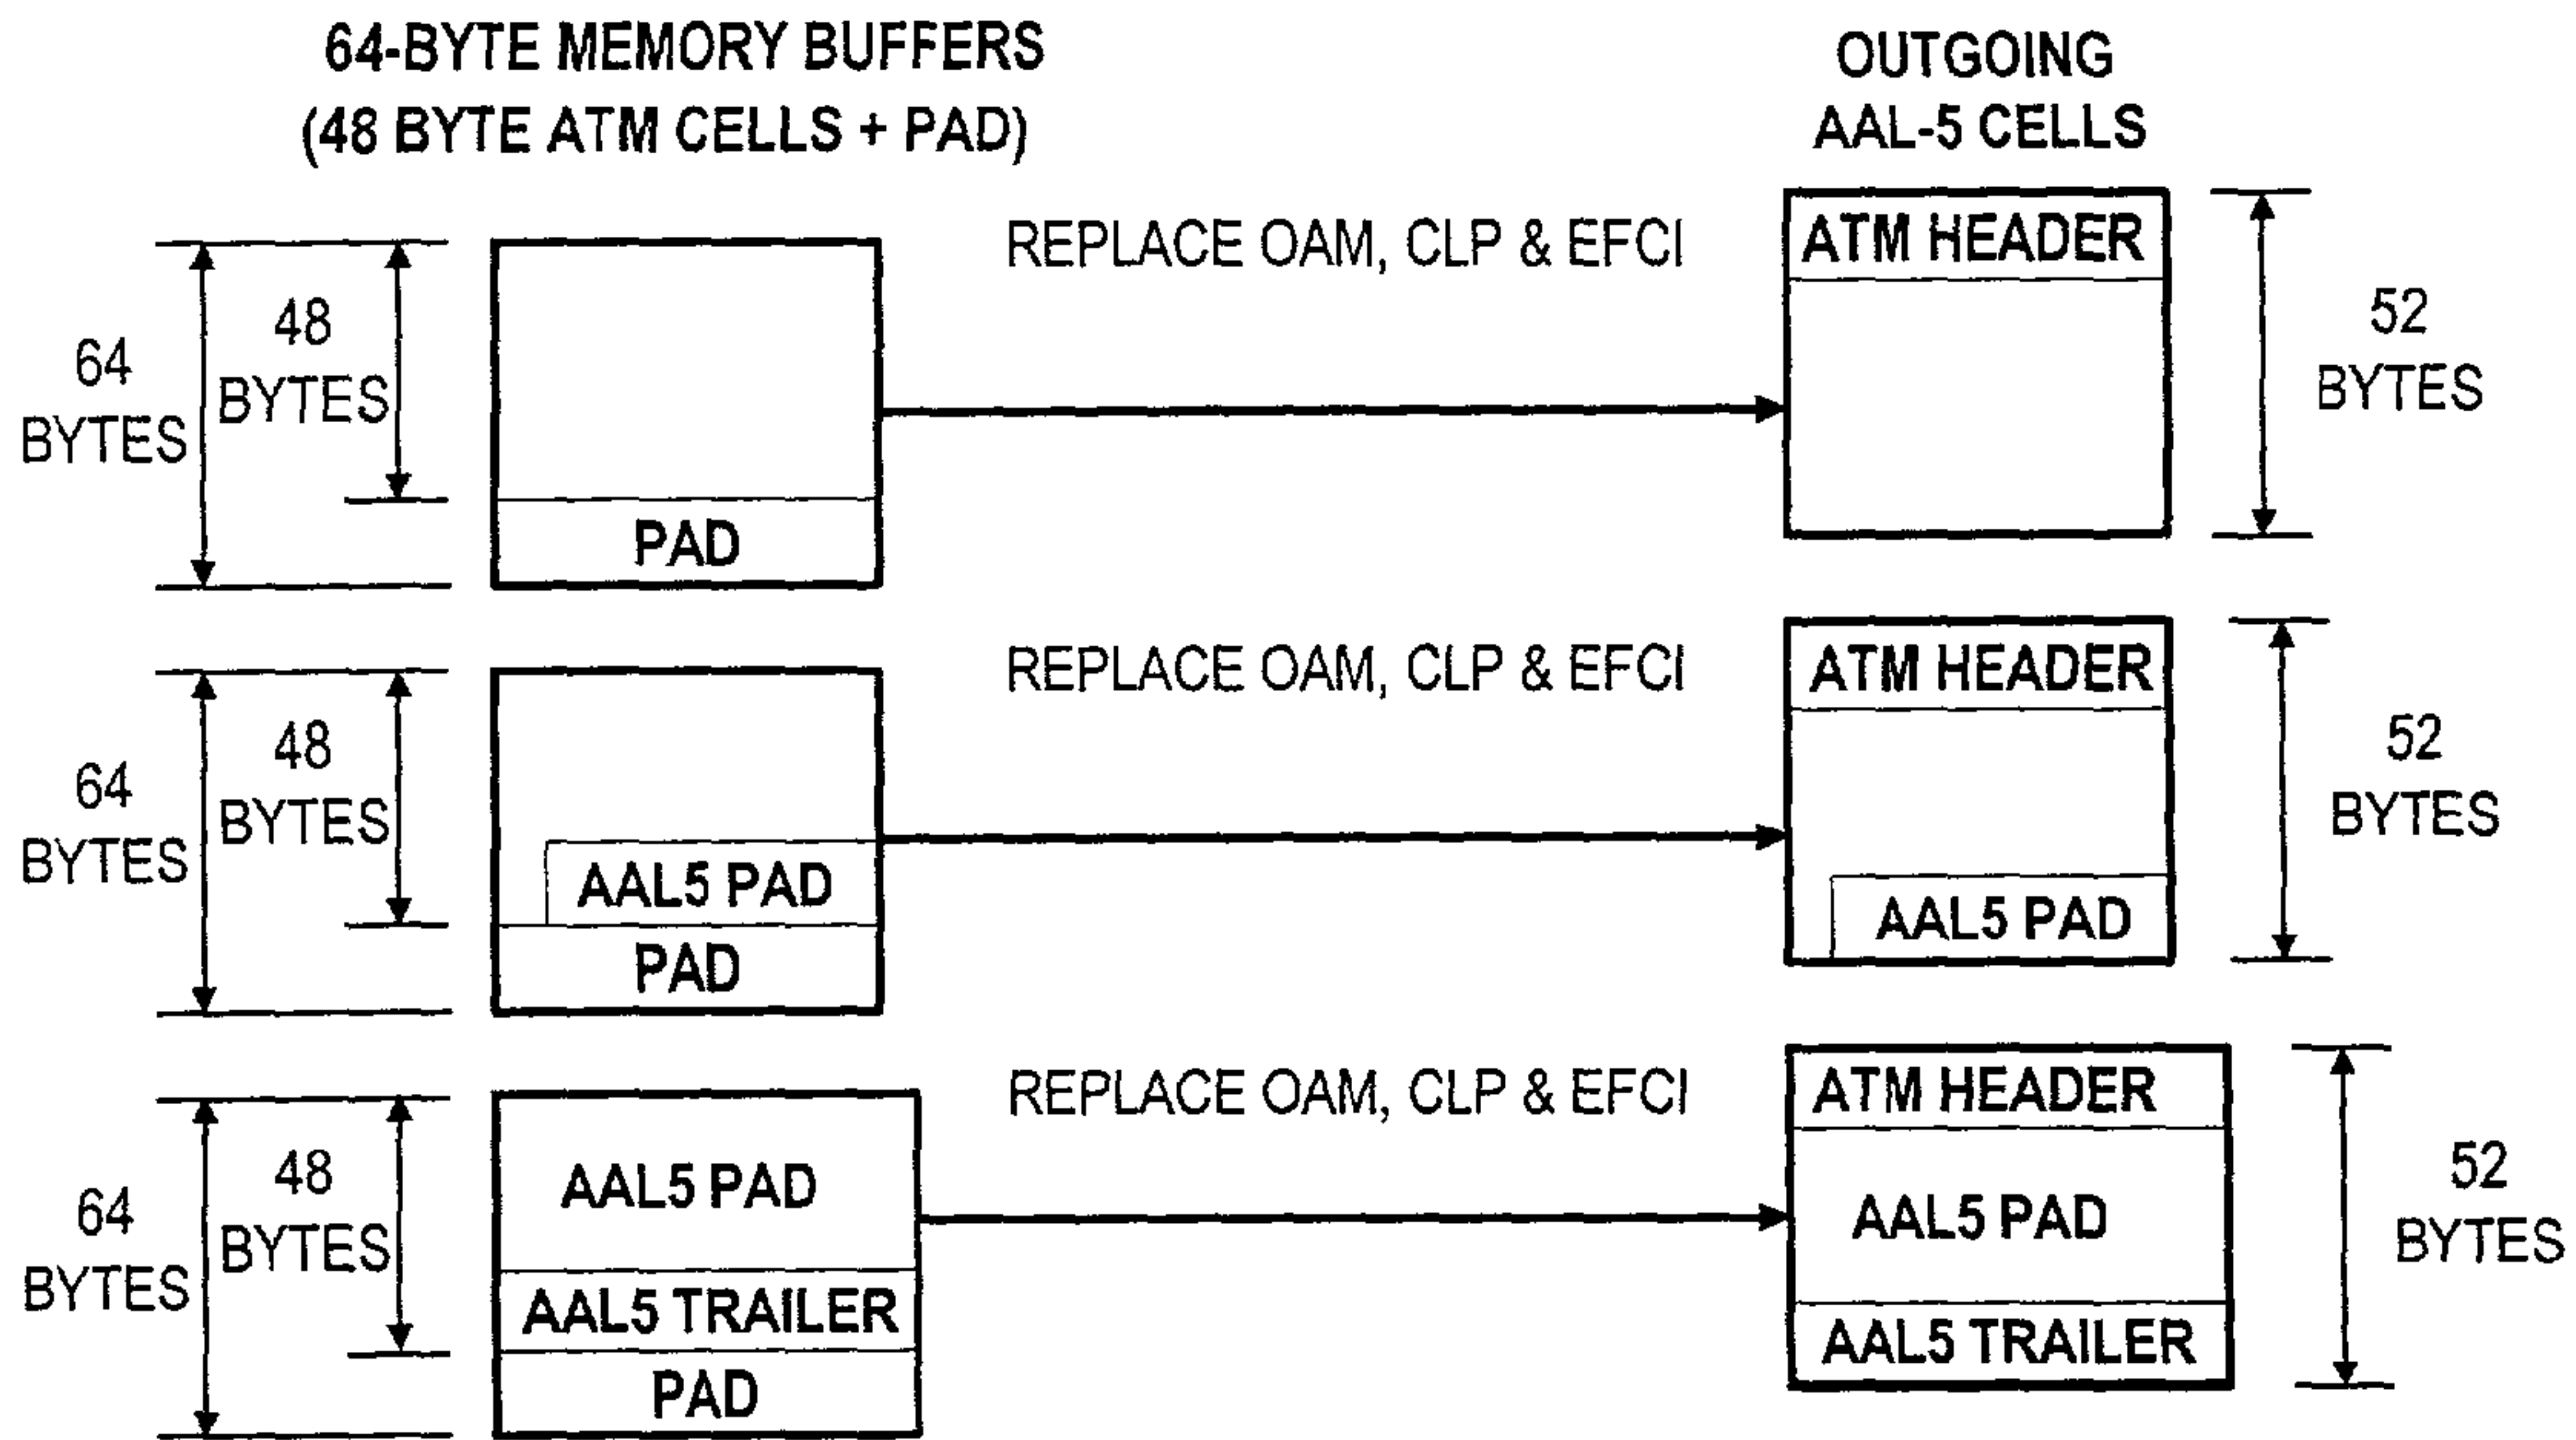 64-BYTE MEMORY BUFFERS
(48 BYTE ATM CELLS + PAD)
OUTGOING
AAL-5 CELLS
64
BYTES
48
BYTES
PAD
REPLACE OAM, CLP & EFCI
ATM HEADER
52
BYTES
64
BYTES
48
BYTES
AAL5 PAD
PAD
REPLACE OAM, CLP & EFCI
ATM HEADER
AAL5 PAD
52
BYTES
64
BYTES
48
BYTES
AAL5 PAD
AAL5 TRAILER
PAD
REPLACE OAM, CLP & EFCI
ATM HEADER
AAL5 PAD
AAL5 TRAILER
52
BYTES